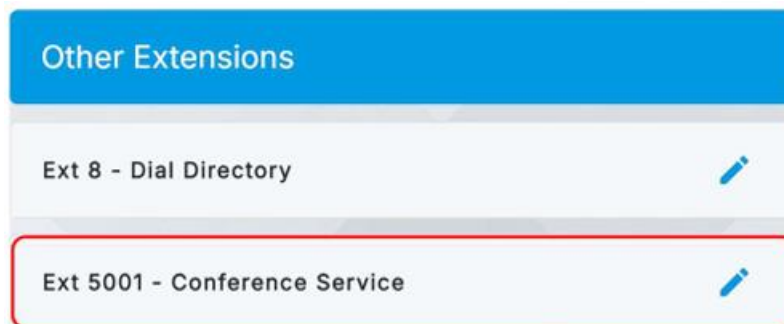 Other Extensions
Ext 8 - Dial Directory
Ext 5001 - Conference Service